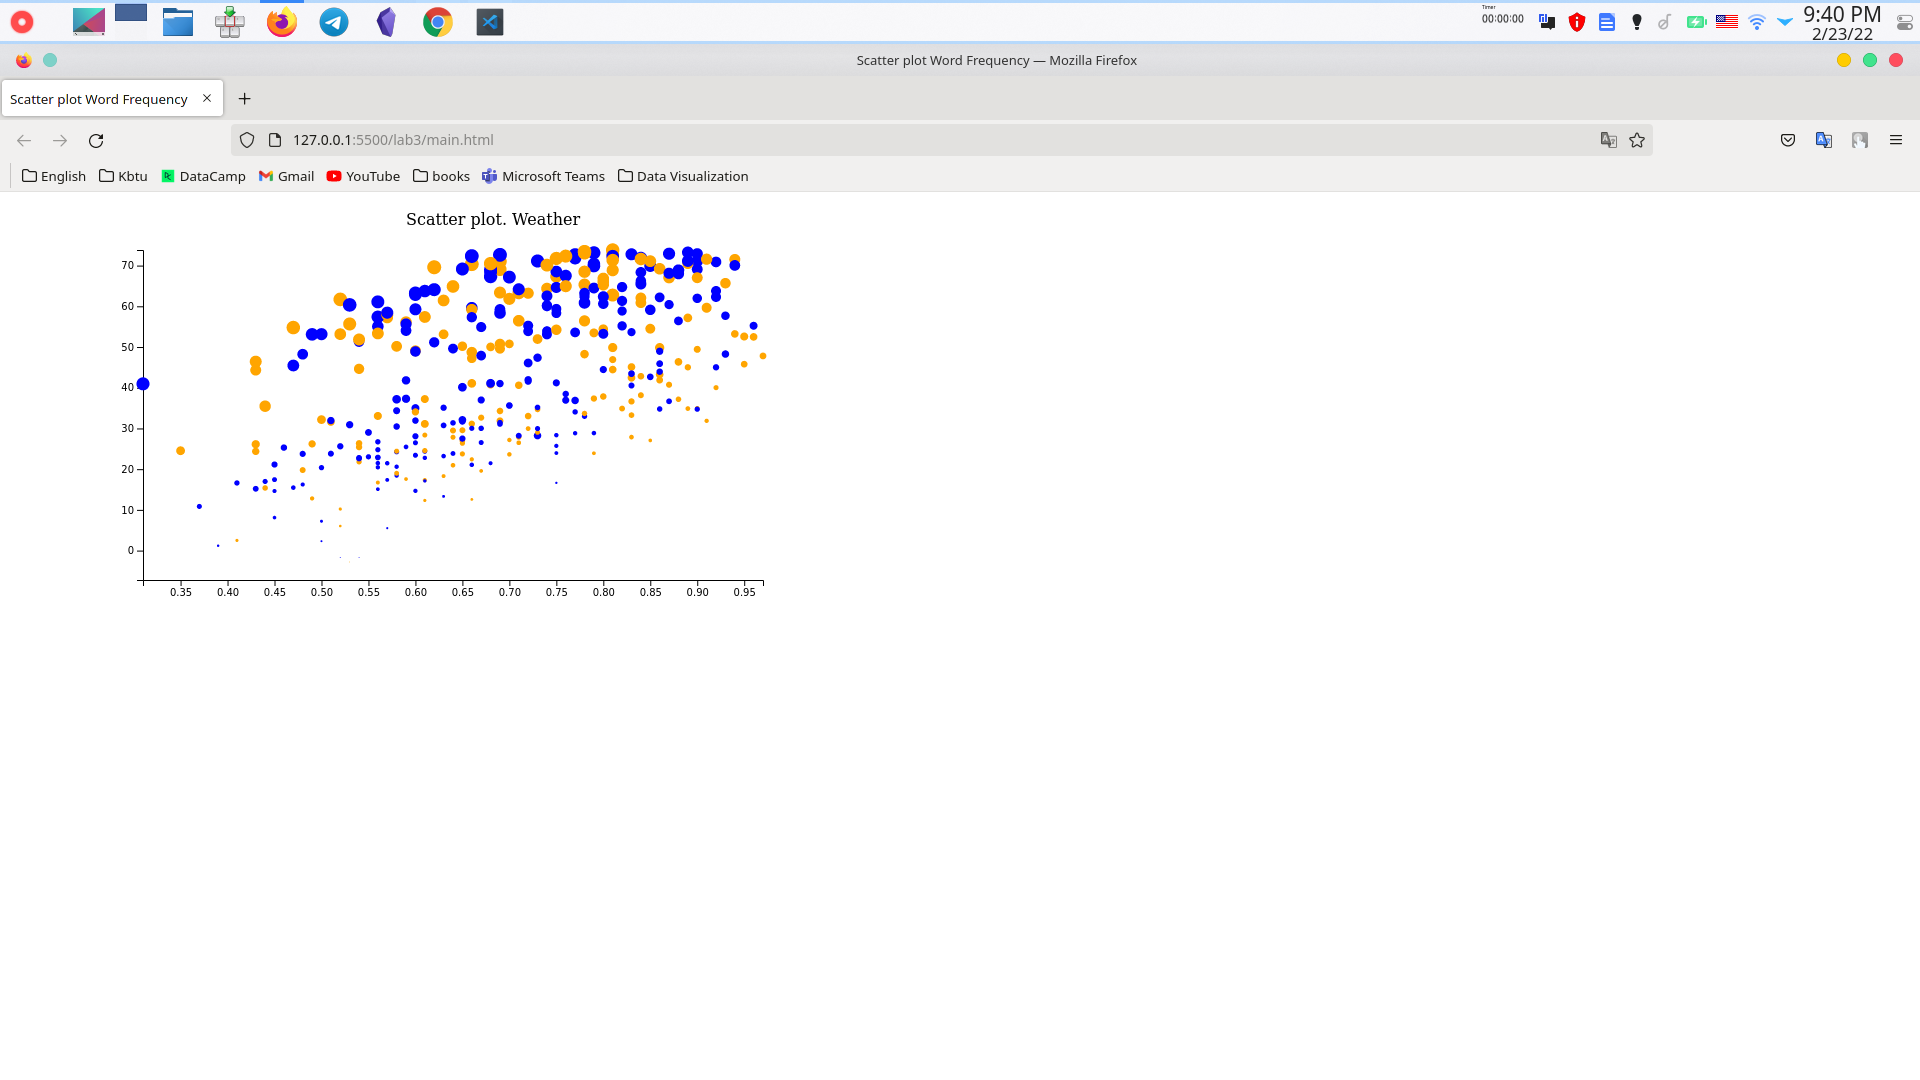 Timer
00:00:00
9:40 PM
2/23/22
Scatter plot Word Frequency — Mozilla Firefox
Scatter plot Word Frequency
127.0.0.1:5500/lab3/main.html
English Kbtu DataCamp Gmail YouTube books Microsoft Teams Data Visualization
Scatter plot. Weather
70
60
50
40
30
20
10
0
0.35 0.40 0.45 0.50 0.55 0.60 0.65 0.70 0.75 0.80 0.85 0.90 0.95